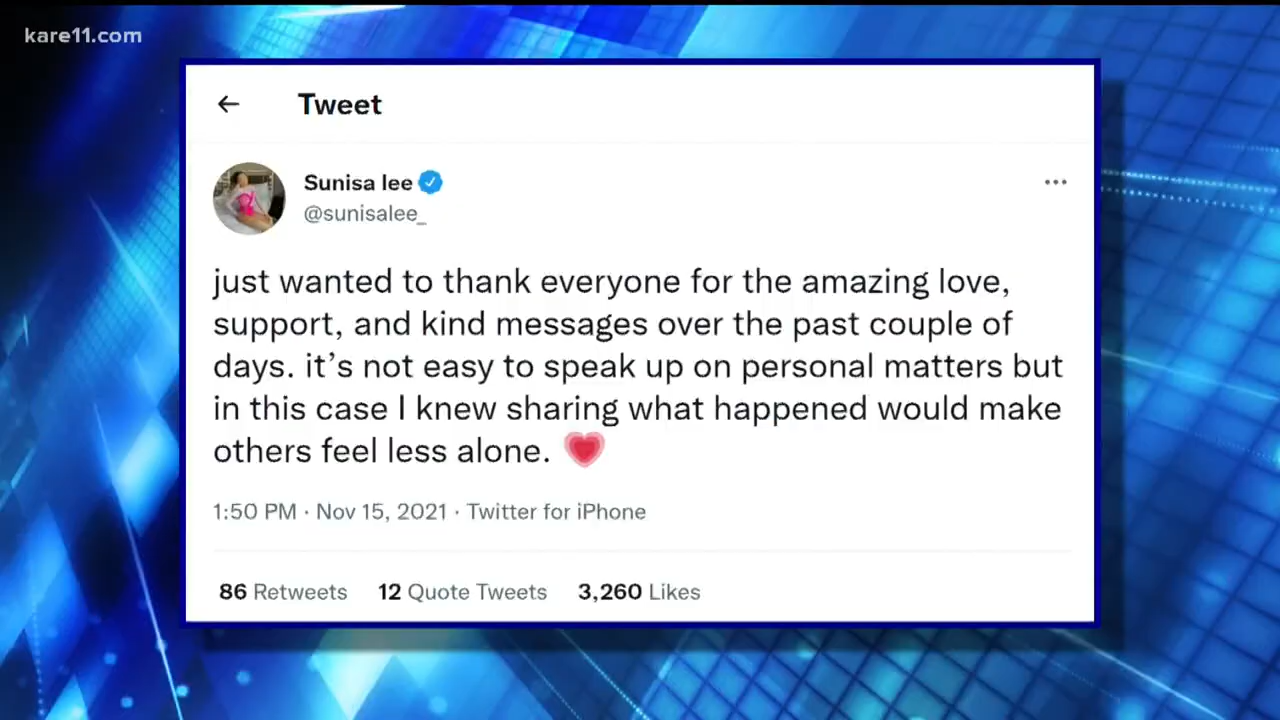 kare11.com
Tweet
Sunisa lee
@sunisalee_
just wanted to thank everyone for the amazing love,
support, and kind messages over the past couple of
days. it’s not easy to speak up on personal matters but
in this case I knew sharing what happened would make
others feel less alone. 💗
1:50 PM · Nov 15, 2021 · Twitter for iPhone
86 Retweets 12 Quote Tweets 3,260 Likes